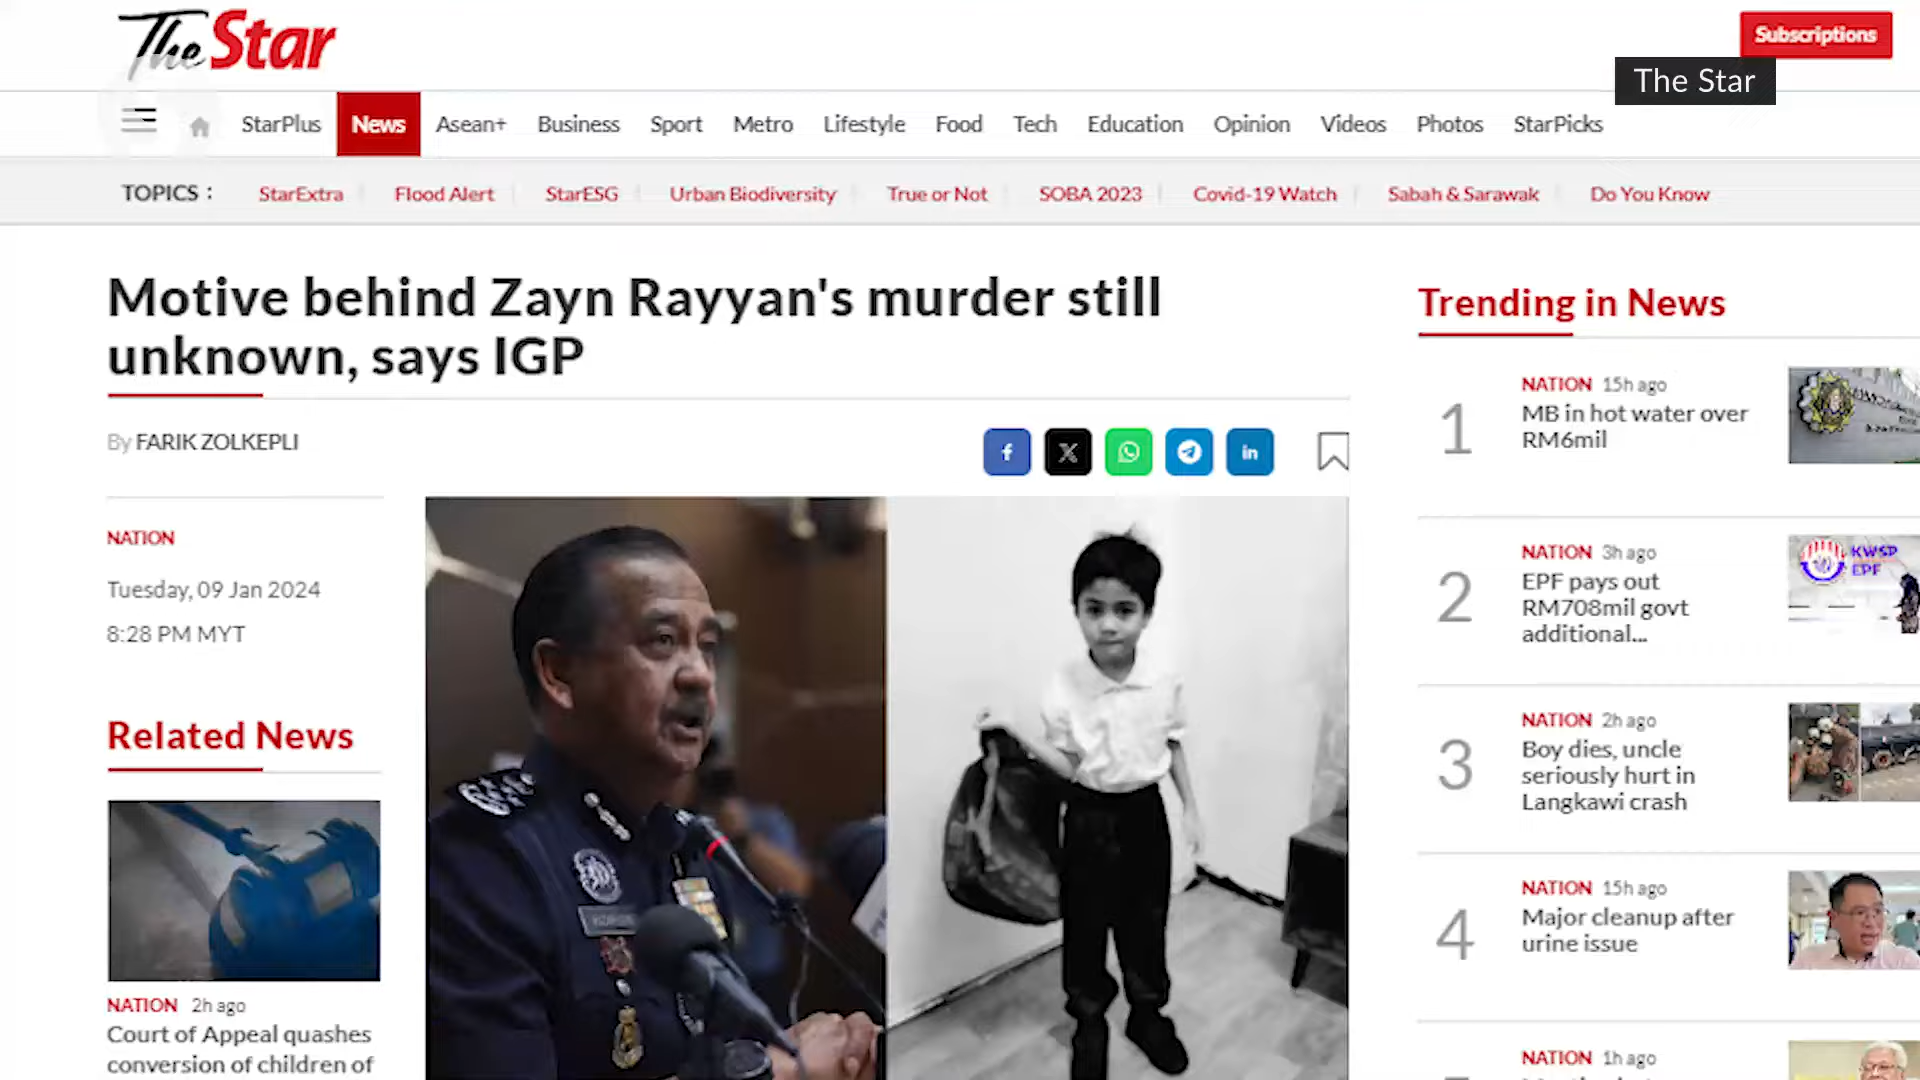 The Star
Subscriptions
The Star
StarPlus News Asean+ Business Sport Metro Lifestyle Food Tech Education Opinion Videos Photos StarPicks
TOPICS : StarExtra Flood Alert StarESG Urban Biodiversity True or Not SOBA 2023 Covid-19 Watch Sabah & Sarawak Do You Know
Motive behind Zayn Rayyan's murder still
unknown, says IGP
By FARIK ZOLKEPLI
NATION
Tuesday, 09 Jan 2024
8:28 PM MYT
Related News
NATION 2h ago
Court of Appeal quashes
conversion of children of
Trending in News
1
NATION 15h ago
MB in hot water over
RM6mil
2
NATION 3h ago
EPF pays out
RM708mil govt
additional...
KWSP
EPF
3
NATION 2h ago
Boy dies, uncle
seriously hurt in
Langkawi crash
4
NATION 15h ago
Major cleanup after
urine issue
NATION 1h ago